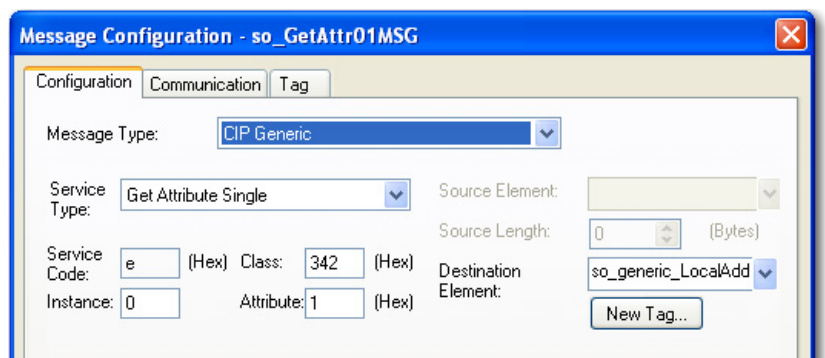 Message Configuration - so_GetAttr01MSG
Configuration Communication Tag
Message Type: CIP Generic
Service Type: Get Attribute Single
Source Element:
Source Length: 0 (Bytes)
Service Code: e (Hex) Class: 342 (Hex)
Instance: 0 Attribute: 1 (Hex)
Destination Element: so_generic_LocalAdd
New Tag...